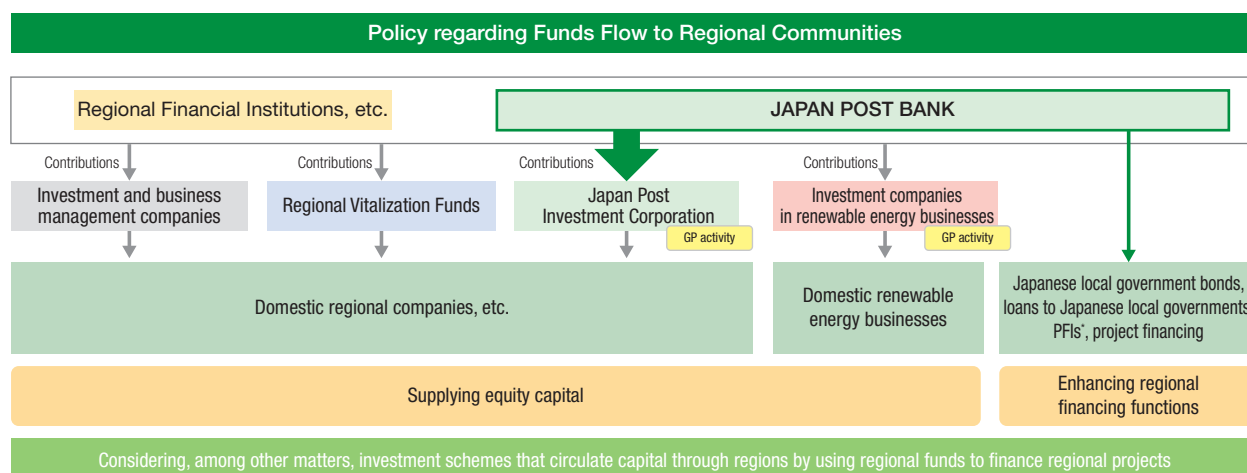 Policy regarding Funds Flow to Regional Communities
Regional Financial Institutions, etc.
JAPAN POST BANK
Contributions
Contributions
Contributions
Contributions
Investment and business
management companies
Regional Vitalization Funds
Japan Post
Investment Corporation
GP activity
Investment companies
in renewable energy businesses
GP activity
Domestic regional companies, etc.
Domestic renewable
energy businesses
Japanese local government bonds,
loans to Japanese local governments
PFIs*, project financing
Supplying equity capital
Enhancing regional
financing functions
Considering, among other matters, investment schemes that circulate capital through regions by using regional funds to finance regional projects